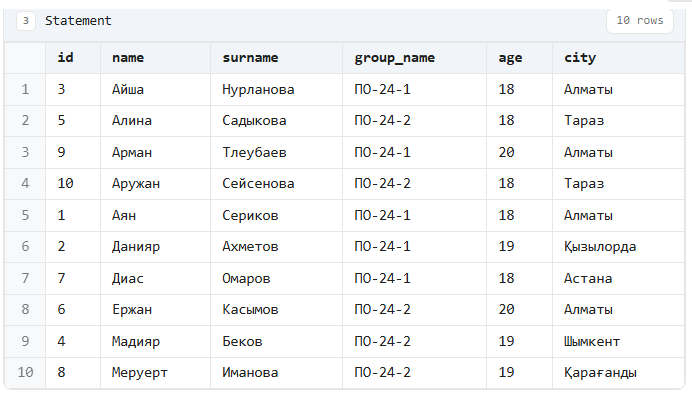 3 Statement 10 rows
id name surname group_name age city
1 3 Айша Нурланова ПО-24-1 18 Алматы
2 5 Алина Садыкова ПО-24-2 18 Тараз
3 9 Арман Тлеубаев ПО-24-1 20 Алматы
4 10 Аружан Сейсенова ПО-24-2 18 Тараз
5 1 Аян Сериков ПО-24-1 18 Алматы
6 2 Данияр Ахметов ПО-24-1 19 Қызылорда
7 7 Диас Омаров ПО-24-1 18 Астана
8 6 Ержан Касымов ПО-24-2 20 Алматы
9 4 Мадияр Беков ПО-24-2 19 Шымкент
10 8 Меруерт Иманова ПО-24-2 19 Қарағанды